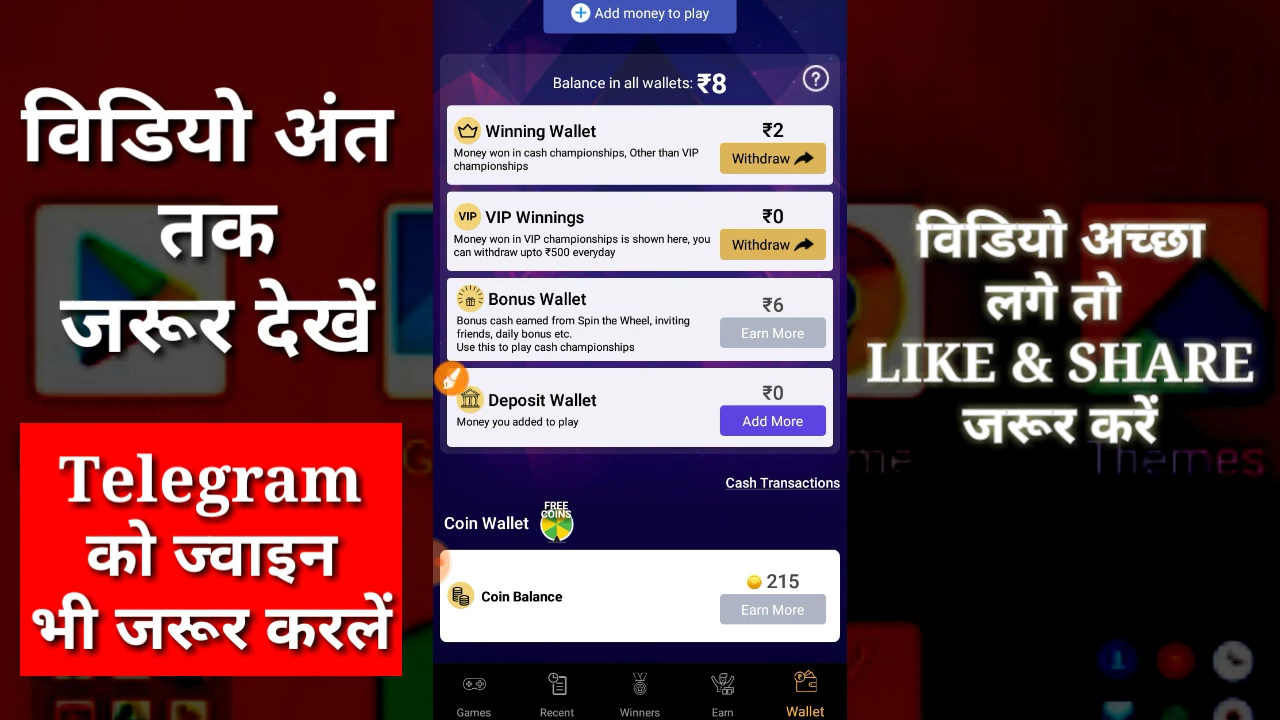 विडियो अंत
तक
जरूर देखें
Telegram
को ज्वाइन
भी जरूर करलें
Add money to play
Balance in all wallets: ₹8
?
Winning Wallet
₹2
Money won in cash championships, Other than VIP
championships
Withdraw
VIP
VIP Winnings
₹0
Money won in VIP championships is shown here, you
can withdraw upto ₹500 everyday
Withdraw
Bonus Wallet
₹6
Bonus cash earned from Spin the Wheel, inviting
friends, daily bonus etc.
Use this to play cash championships
Earn More
Deposit Wallet
₹0
Money you added to play
Add More
Cash Transactions
Coin Wallet
FREE
COINS
Coin Balance
215
Earn More
Games
Recent
Winners
Earn
Wallet
विडियो अच्छा
लगे तो
LIKE & SHARE
जरूर करें
Themes